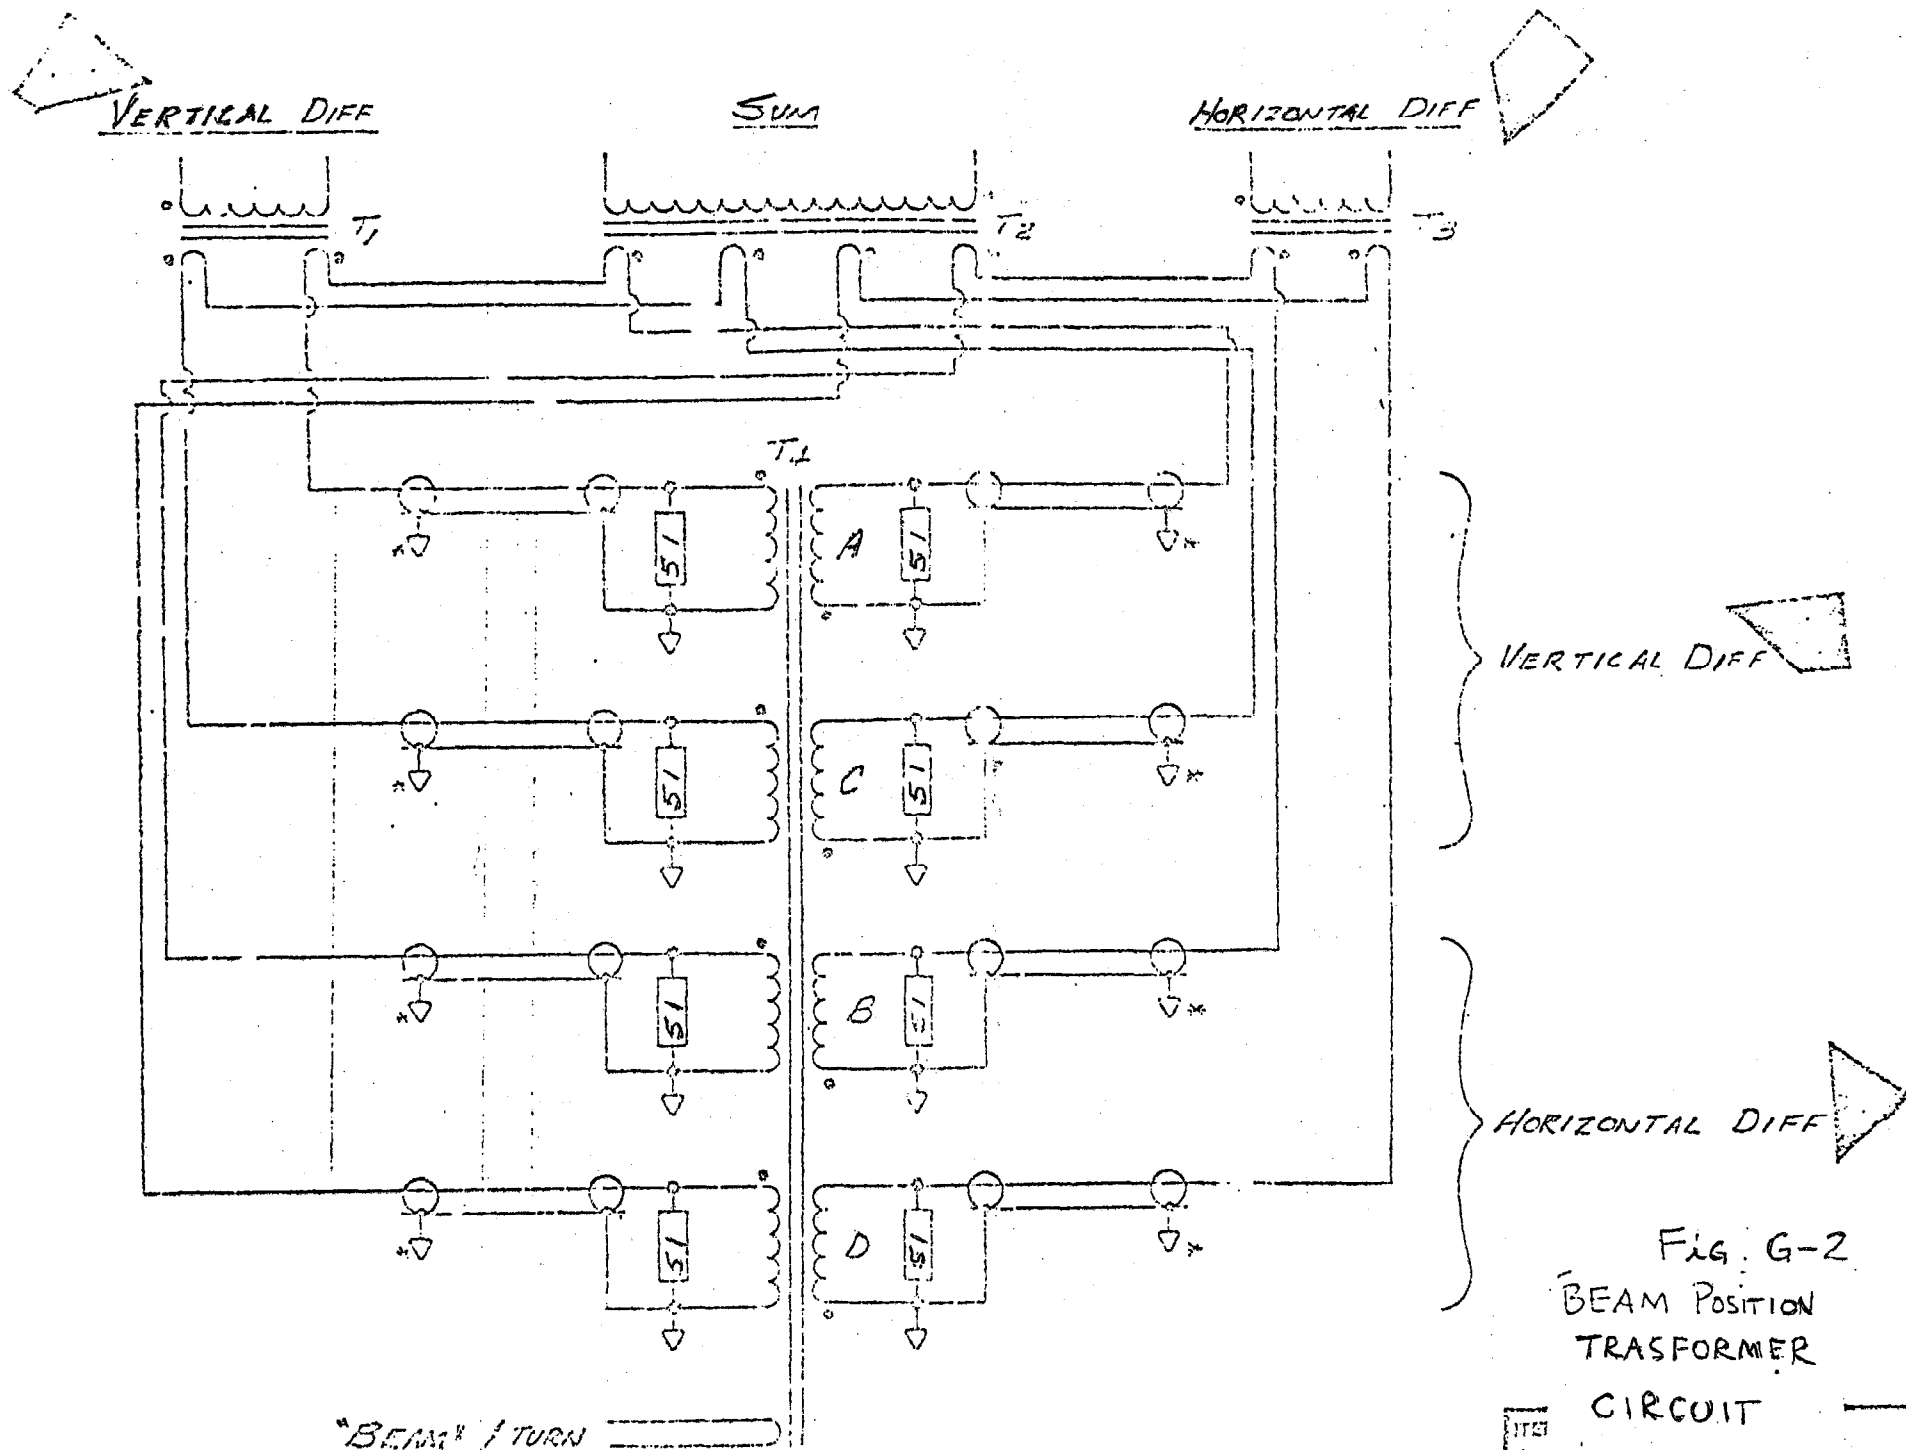 VERTICAL DIFF
SUM
HORIZONTAL DIFF
T1
T2
T3
T4
51
A
51
*
*
VERTICAL DIFF
51
C
51
*
*
51
B
51
*
*
HORIZONTAL DIFF
51
D
51
*
*
Fig. G-2
BEAM POSITION
TRASFORMER
CIRCUIT
"BEAM" 1 TURN